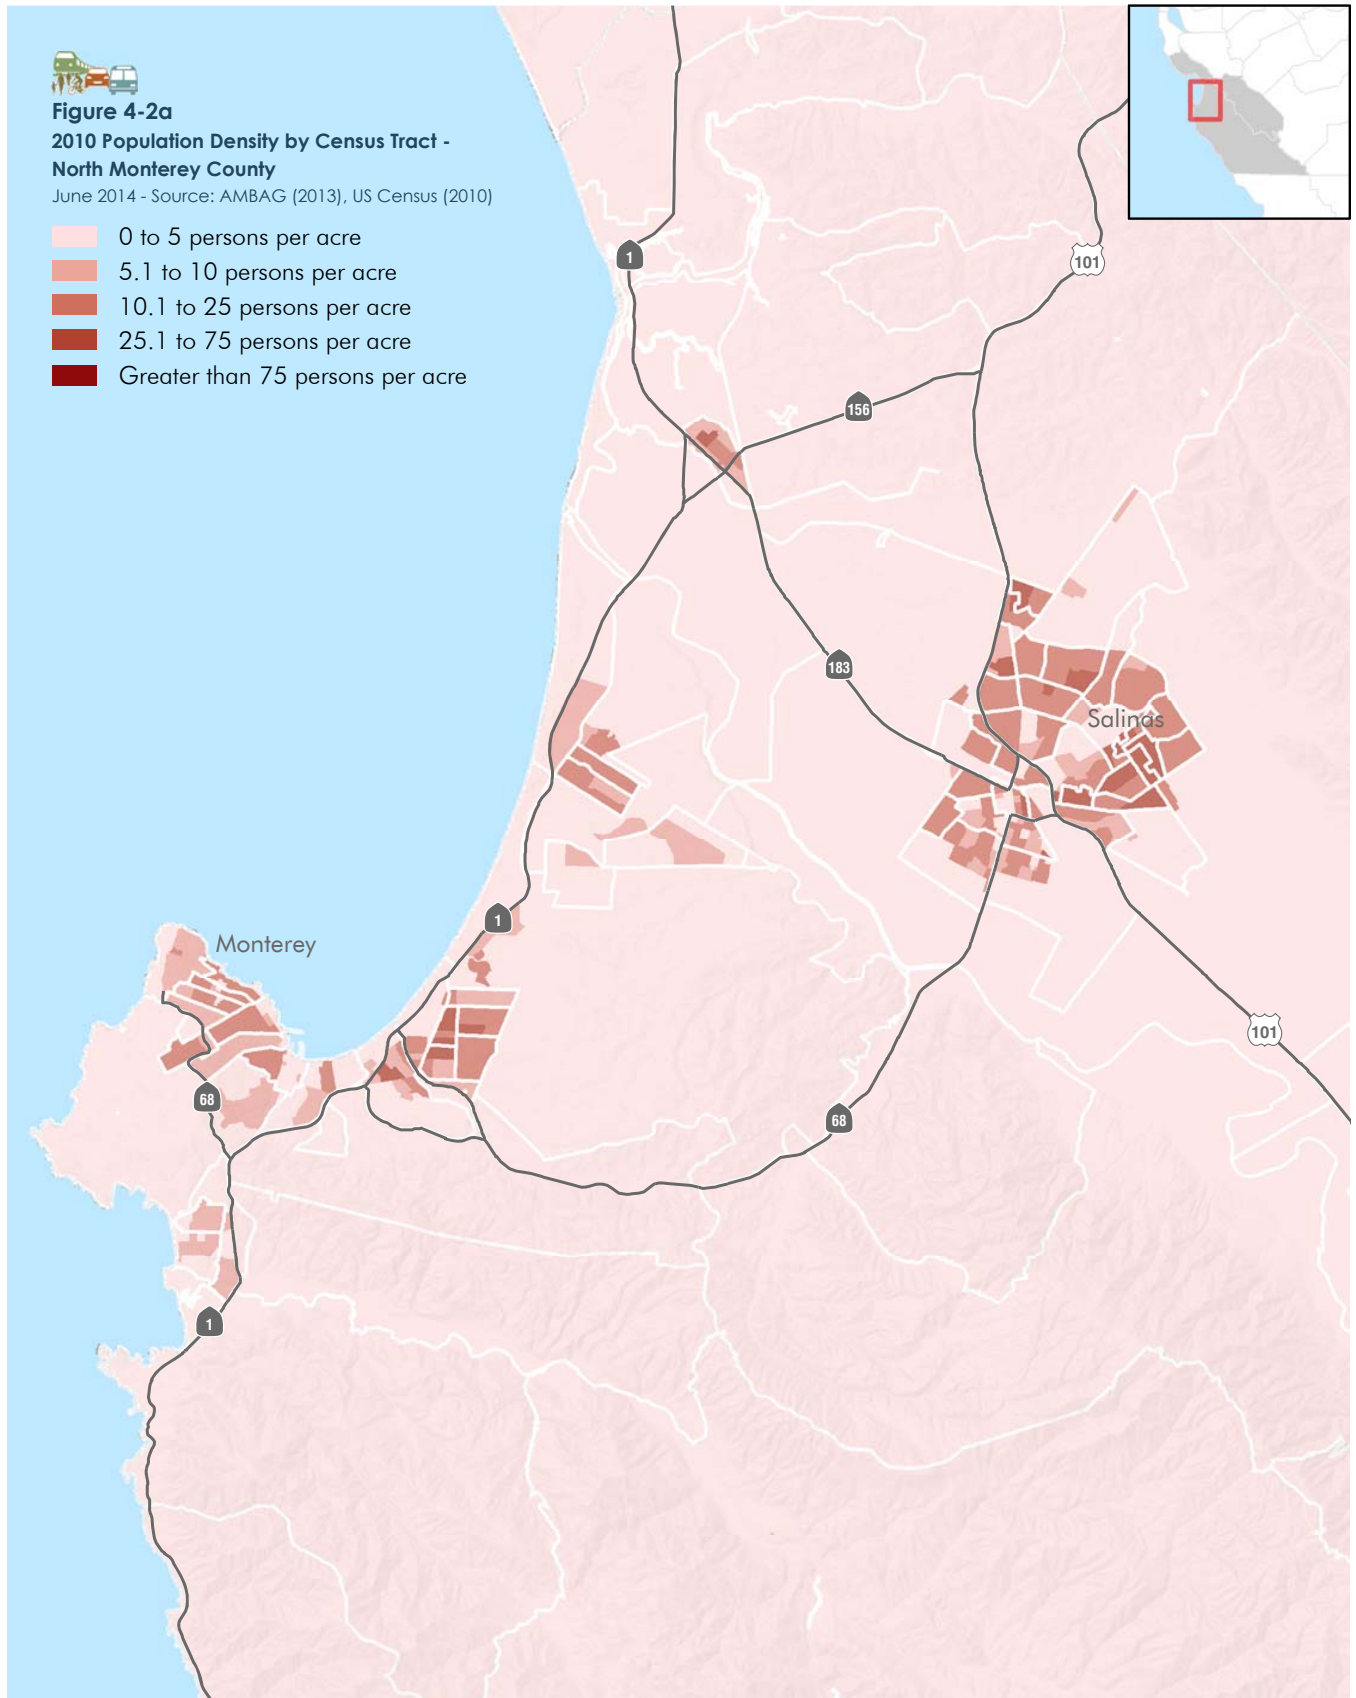 Figure 4-2a
2010 Population Density by Census Tract -
North Monterey County
June 2014 - Source: AMBAG (2013), US Census (2010)
0 to 5 persons per acre
5.1 to 10 persons per acre
10.1 to 25 persons per acre
25.1 to 75 persons per acre
Greater than 75 persons per acre
1
101
156
183
Salinas
1
Monterey
101
68
68
1